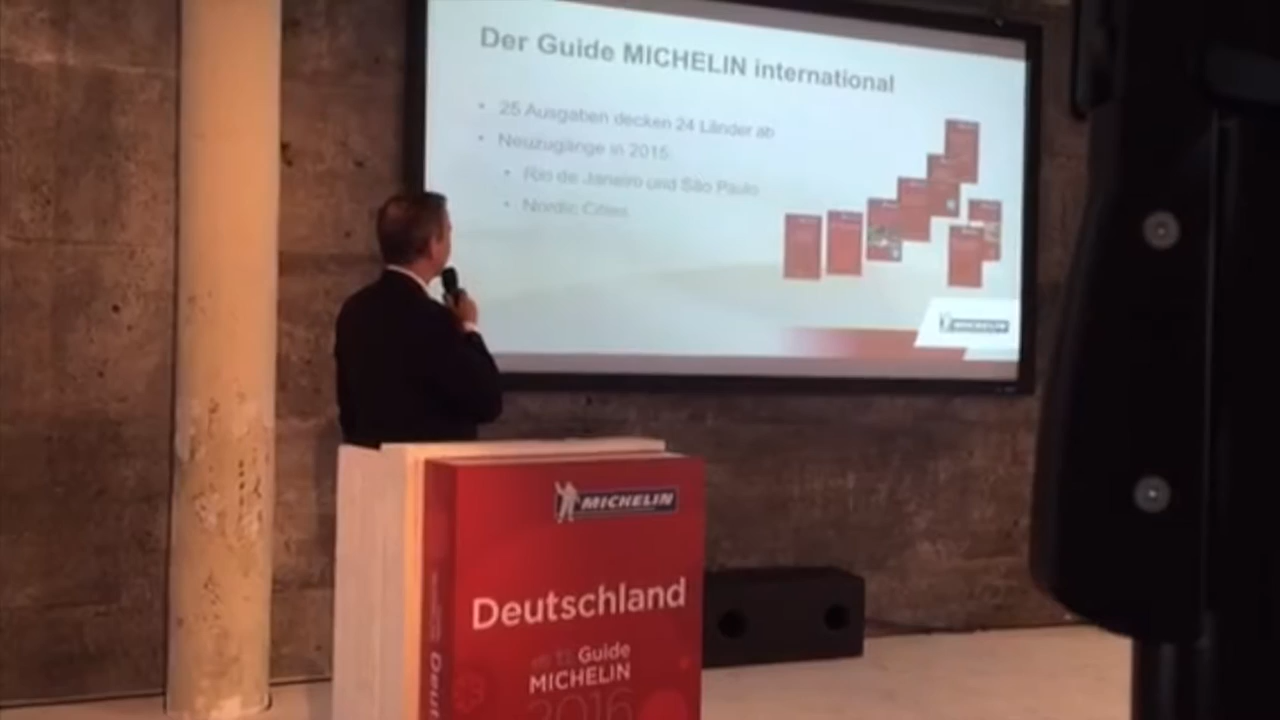 Der Guide MICHELIN international
• 25 Ausgaben decken 24 Länder ab
• Neuzugänge in 2015
• Rio de Janeiro und São Paulo
• Nordic Cities
MICHELIN
MICHELIN
Deutschland
Guide
MICHELIN
2016
Deut